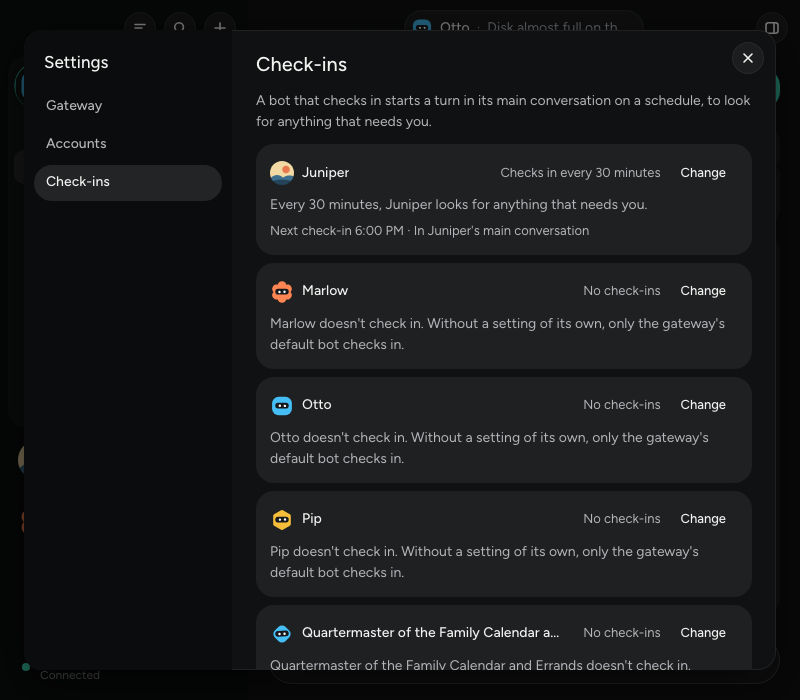 Otto · Disk almost full on th...
Settings
Gateway
Accounts
Check-ins
Check-ins
A bot that checks in starts a turn in its main conversation on a schedule, to look
for anything that needs you.
Juniper
Checks in every 30 minutes
Change
Every 30 minutes, Juniper looks for anything that needs you.
Next check-in 6:00 PM · In Juniper's main conversation
Marlow
No check-ins
Change
Marlow doesn't check in. Without a setting of its own, only the gateway's
default bot checks in.
Otto
No check-ins
Change
Otto doesn't check in. Without a setting of its own, only the gateway's
default bot checks in.
Pip
No check-ins
Change
Pip doesn't check in. Without a setting of its own, only the gateway's
default bot checks in.
Quartermaster of the Family Calendar a...
No check-ins
Change
Quartermaster of the Family Calendar and Errands doesn't check in.
Connected